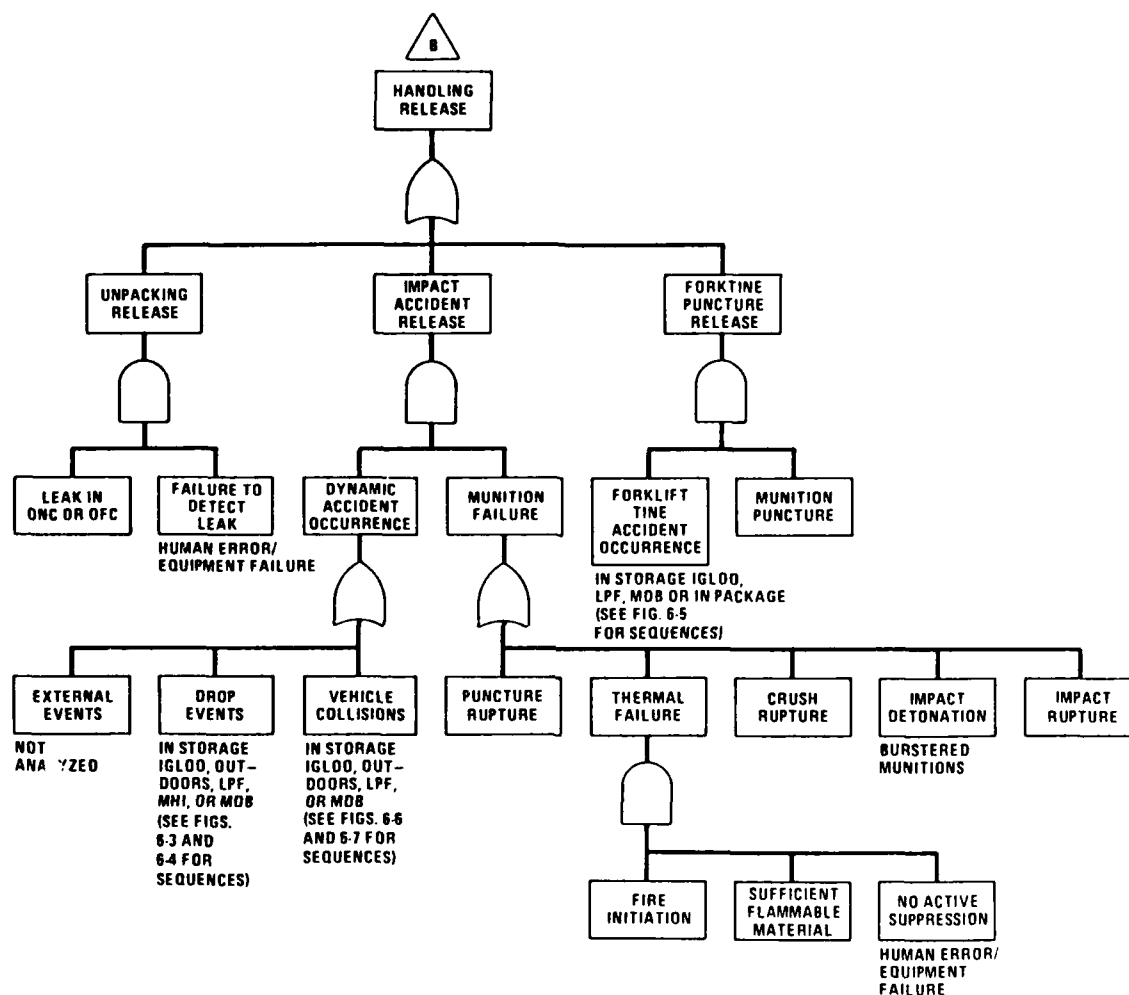 B
HANDLING
RELEASE
UNPACKING
RELEASE
IMPACT
ACCIDENT
RELEASE
FORKTINE
PUNCTURE
RELEASE
LEAK IN
ONC OR OFC
FAILURE TO
DETECT
LEAK
HUMAN ERROR/
EQUIPMENT FAILURE
DYNAMIC
ACCIDENT
OCCURRENCE
MUNITION
FAILURE
FORKLIFT
TINE
ACCIDENT
OCCURRENCE
IN STORAGE IGLOO,
LPF, MDB OR IN PACKAGE
(SEE FIG. 6-5
FOR SEQUENCES)
MUNITION
PUNCTURE
EXTERNAL
EVENTS
NOT
DROP
EVENTS
IN STORAGE
IGLOO, OUT-
DOORS, LPF,
MHI, OR MDB
(SEE FIGS.
6-3 AND
6-4 FOR
SEQUENCES)
VEHICLE
COLLISIONS
IN STORAGE
IGLOO, OUT-
DOORS, LPF,
OR MDB
(SEE FIGS. 6-6
AND 6-7 FOR
SEQUENCES)
PUNCTURE
RUPTURE
THERMAL
FAILURE
CRUSH
RUPTURE
IMPACT
DETONATION
BURSTERED
MUNITIONS
IMPACT
RUPTURE
FIRE
INITIATION
SUFFICIENT
FLAMMABLE
MATERIAL
NO ACTIVE
SUPPRESSION
HUMAN ERROR/
EQUIPMENT
FAILURE